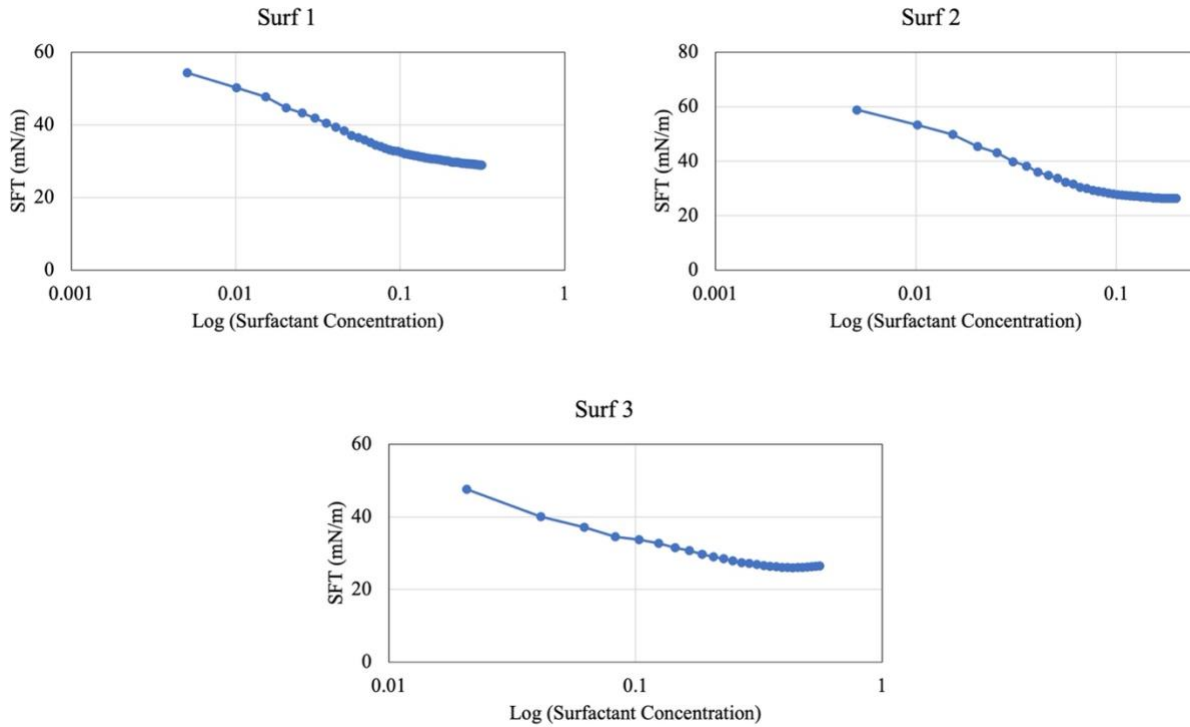 Surf 1
60
40
20
0
SFT (mN/m)
0.001 0.01 0.1 1
Log (Surfactant Concentration)
Surf 2
80
60
40
20
0
SFT (mN/m)
0.001 0.01 0.1
Log (Surfactant Concentration)
Surf 3
60
40
20
0
SFT (mN/m)
0.01 0.1 1
Log (Surfactant Concentration)